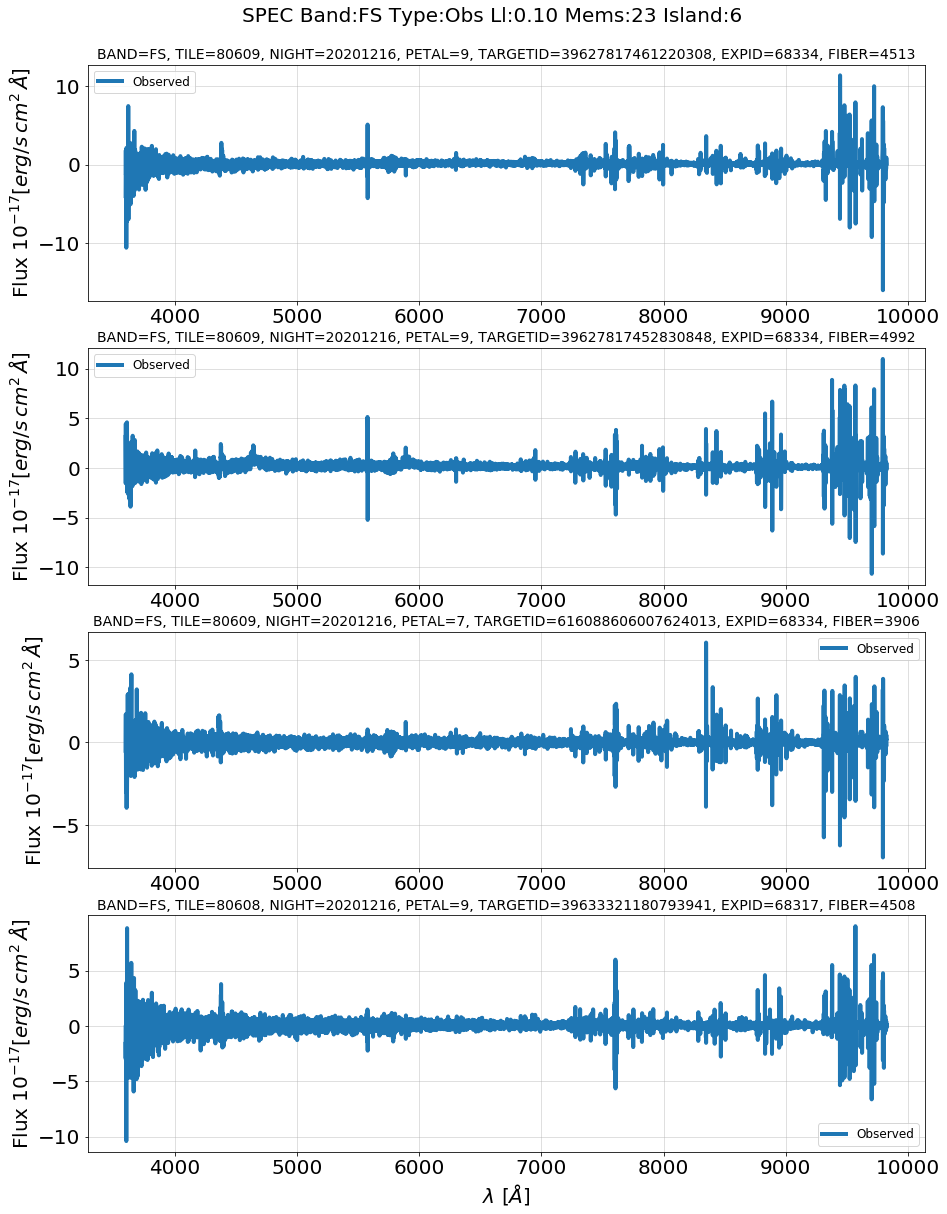 SPEC Band:FS Type:Obs Ll:0.10 Mems:23 Island:6
BAND=FS, TILE=80609, NIGHT=20201216, PETAL=9, TARGETID=39627817461220308, EXPID=68334, FIBER=4513
Observed
10
0
−10
Flux 10^{−17}[erg/s cm^2 Å]
4000 5000 6000 7000 8000 9000 10000
BAND=FS, TILE=80609, NIGHT=20201216, PETAL=9, TARGETID=39627817452830848, EXPID=68334, FIBER=4992
Observed
10
5
0
−5
−10
Flux 10^{−17}[erg/s cm^2 Å]
4000 5000 6000 7000 8000 9000 10000
BAND=FS, TILE=80609, NIGHT=20201216, PETAL=7, TARGETID=616088606007624013, EXPID=68334, FIBER=3906
Observed
5
0
−5
Flux 10^{−17}[erg/s cm^2 Å]
4000 5000 6000 7000 8000 9000 10000
BAND=FS, TILE=80608, NIGHT=20201216, PETAL=9, TARGETID=39633321180793941, EXPID=68317, FIBER=4508
5
0
−5
−10
Flux 10^{−17}[erg/s cm^2 Å]
Observed
4000 5000 6000 7000 8000 9000 10000
λ [Å]